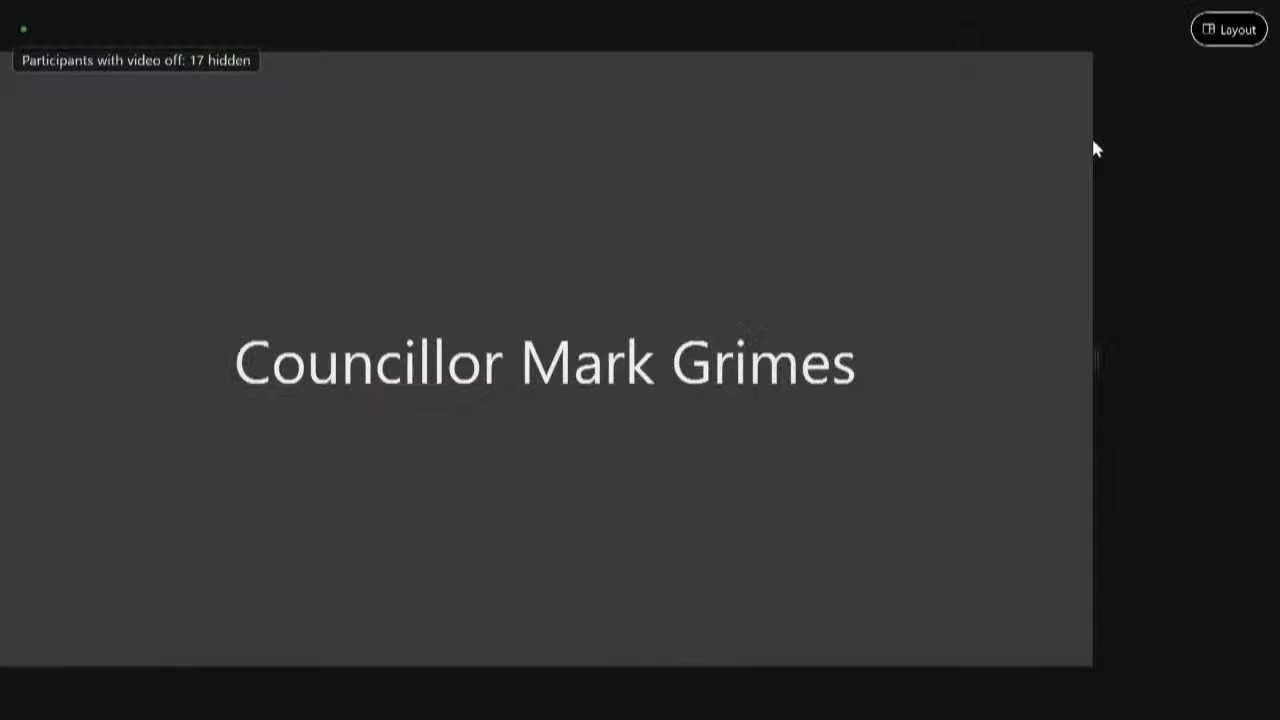 Layout
Participants with video off: 17 hidden
Councillor Mark Grimes